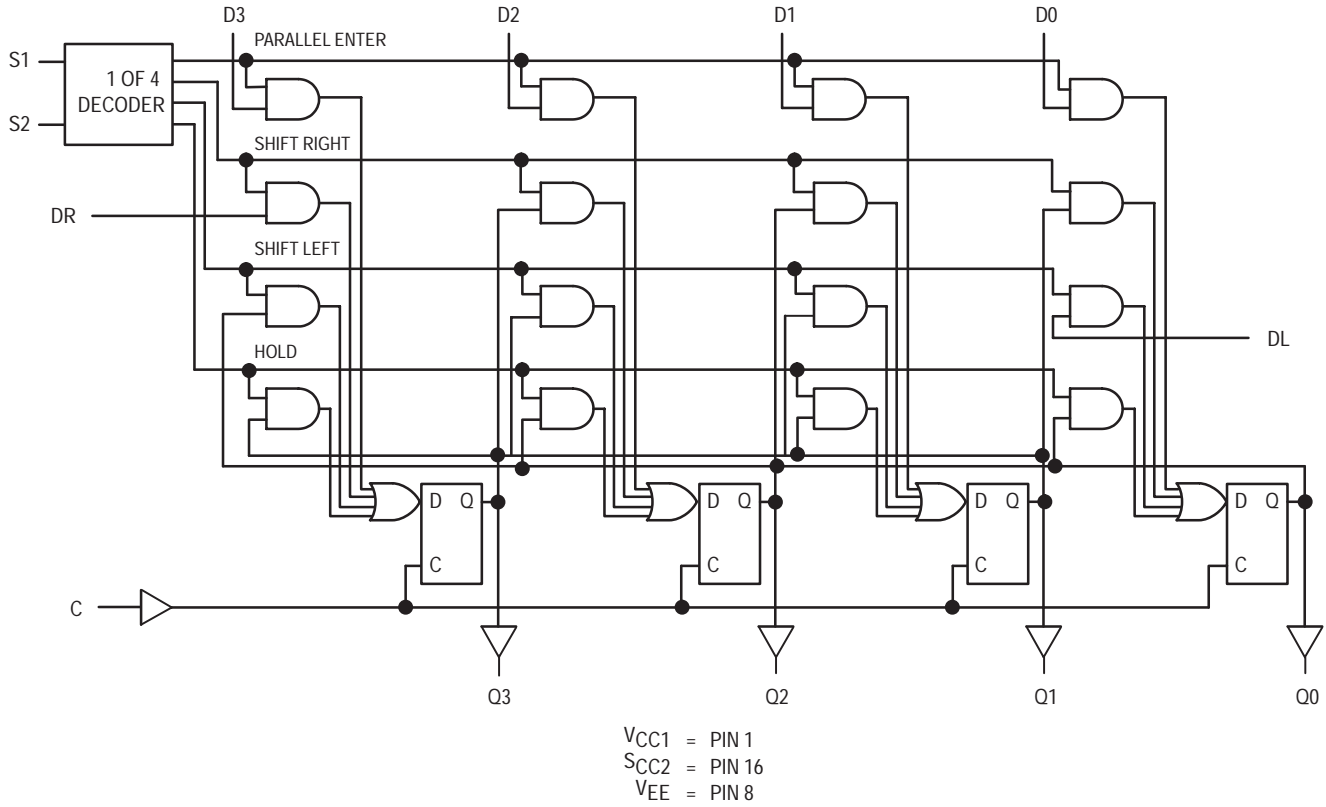 D3 D2 D1 D0
PARALLEL ENTER
S1
1 OF 4
DECODER
S2
SHIFT RIGHT
DR
SHIFT LEFT
DL
HOLD
D Q D Q D Q D Q
C C C C
C
Q3 Q2 Q1 Q0
VCC1 = PIN 1
SCC2 = PIN 16
VEE = PIN 8